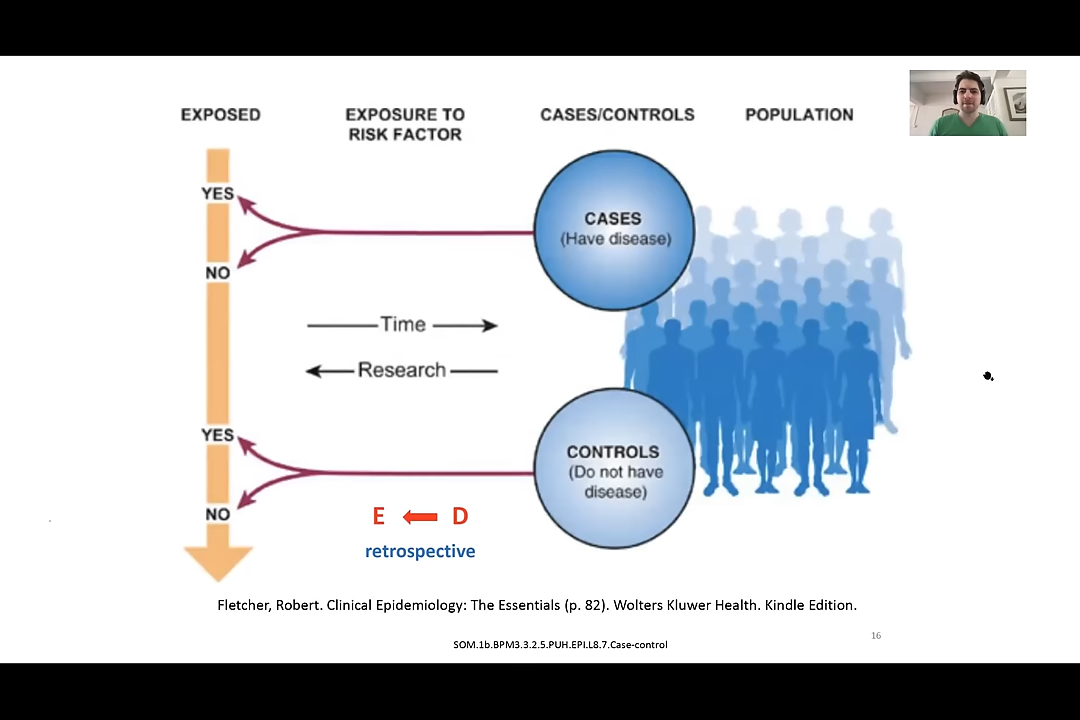 EXPOSED
EXPOSURE TO
RISK FACTOR
CASES/CONTROLS
POPULATION
YES
NO
CASES
(Have disease)
Time
Research
YES
NO
CONTROLS
(Do not have
disease)
E D
retrospective
Fletcher, Robert. Clinical Epidemiology: The Essentials (p. 82). Wolters Kluwer Health. Kindle Edition.
16
SOM.1b.BPM3.3.2.5.PUH.EPI.L8.7.Case-control